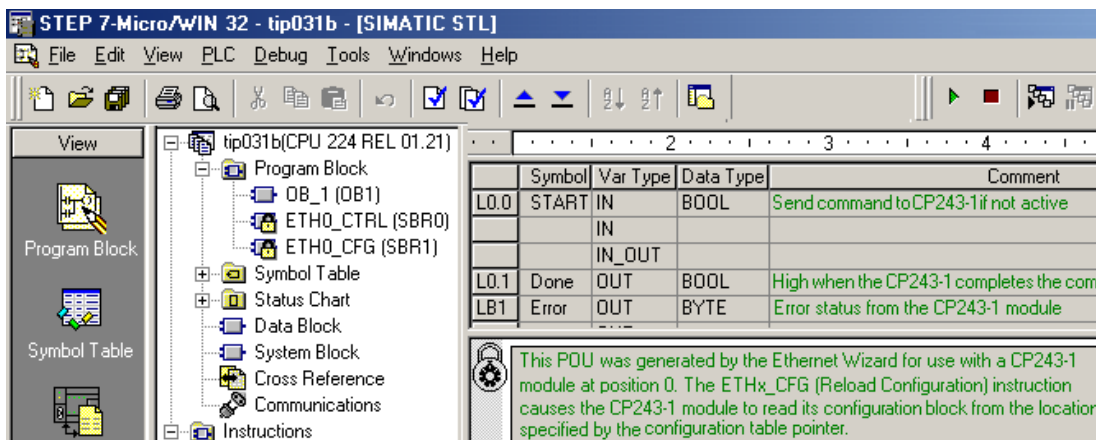 STEP 7-Micro/WIN 32 - tip031b - [SIMATIC STL]
File Edit View PLC Debug Tools Windows Help
View
Program Block
Symbol Table
tip031b(CPU 224 REL 01.21)
Program Block
OB_1 (OB1)
ETH0_CTRL (SBR0)
ETH0_CFG (SBR1)
Symbol Table
Status Chart
Data Block
System Block
Cross Reference
Communications
Instructions
2 3 4
Symbol Var Type Data Type Comment
L0.0 START IN BOOL Send command to CP243-1 if not active
IN
IN_OUT
L0.1 Done OUT BOOL High when the CP243-1 completes the com
LB1 Error OUT BYTE Error status from the CP243-1 module
This POU was generated by the Ethernet Wizard for use with a CP243-1
module at position 0. The ETHx_CFG (Reload Configuration) instruction
causes the CP243-1 module to read its configuration block from the location
specified by the configuration table pointer.